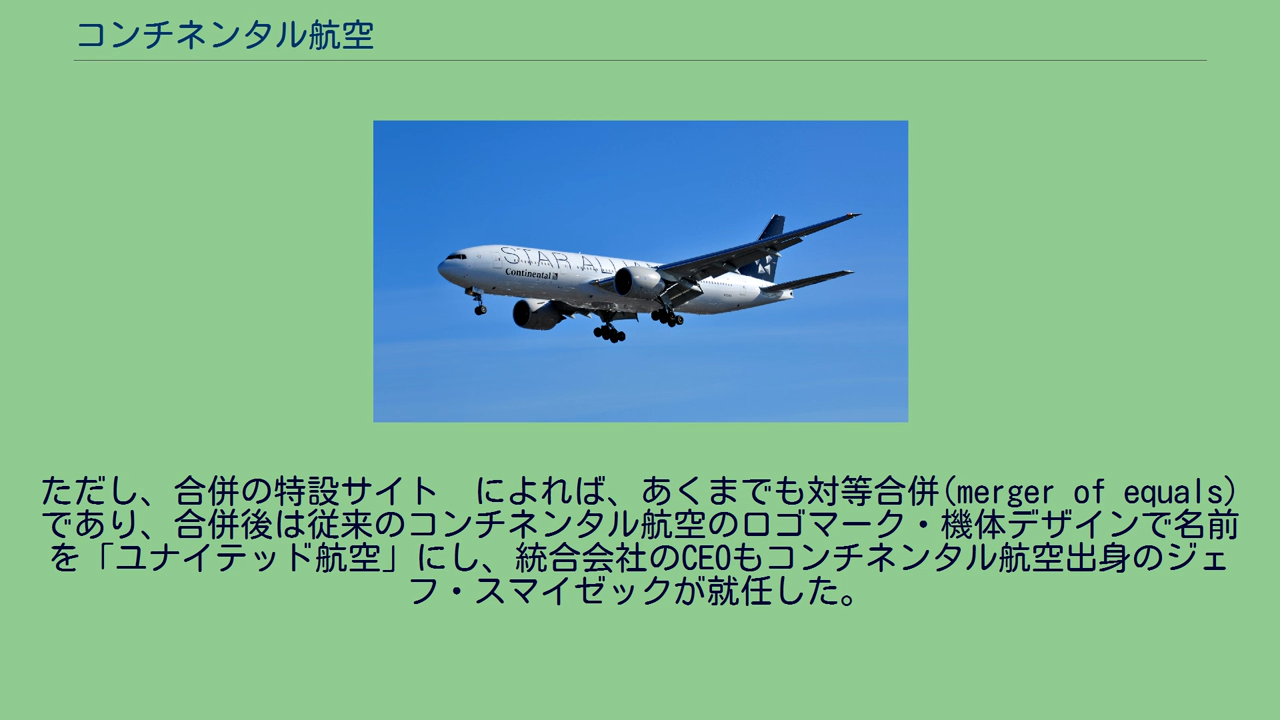 コンチネンタル航空
STAR ALLIAN
Continental
ただし、合併の特設サイト　によれば、あくまでも対等合併(merger of equals)
であり、合併後は従来のコンチネンタル航空のロゴマーク・機体デザインで名前
を「ユナイテッド航空」にし、統合会社のCEOもコンチネンタル航空出身のジェ
フ・スマイゼックが就任した。